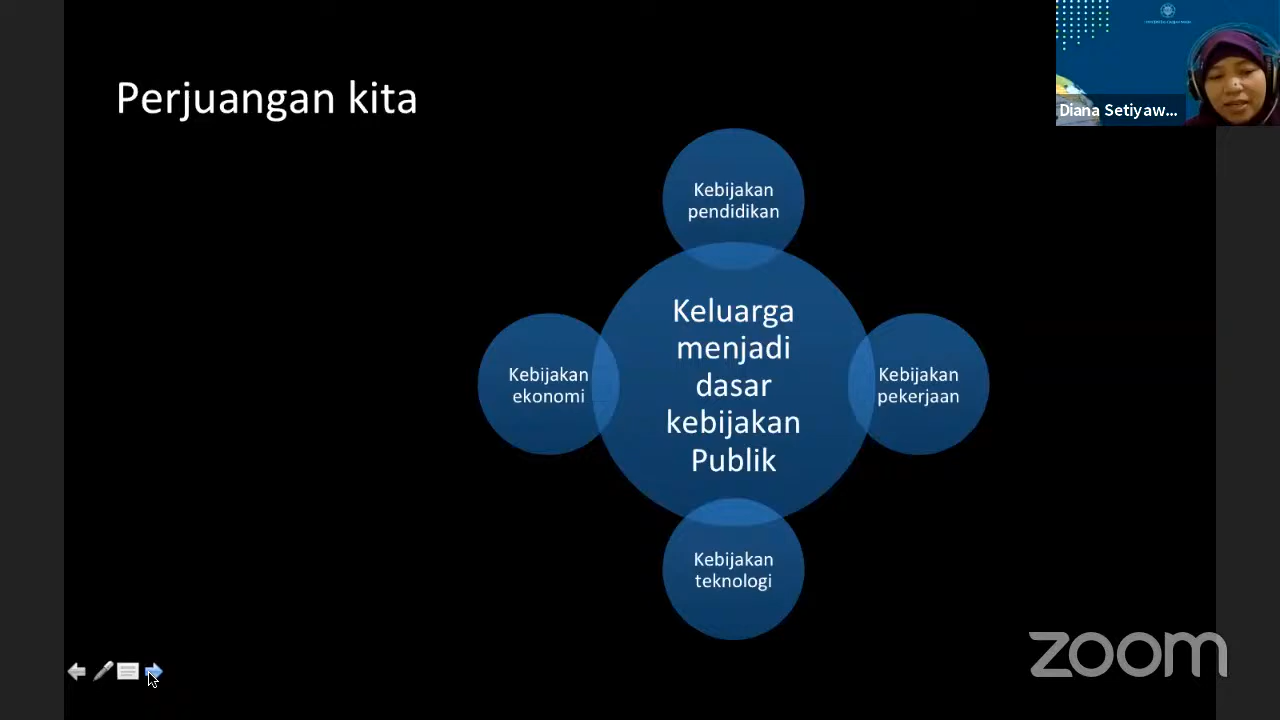 Perjuangan kita
Diana Setiyaw...
Kebijakan
pendidikan
Keluarga
menjadi
dasar
kebijakan
Publik
Kebijakan
ekonomi
Kebijakan
pekerjaan
Kebijakan
teknologi
zoom